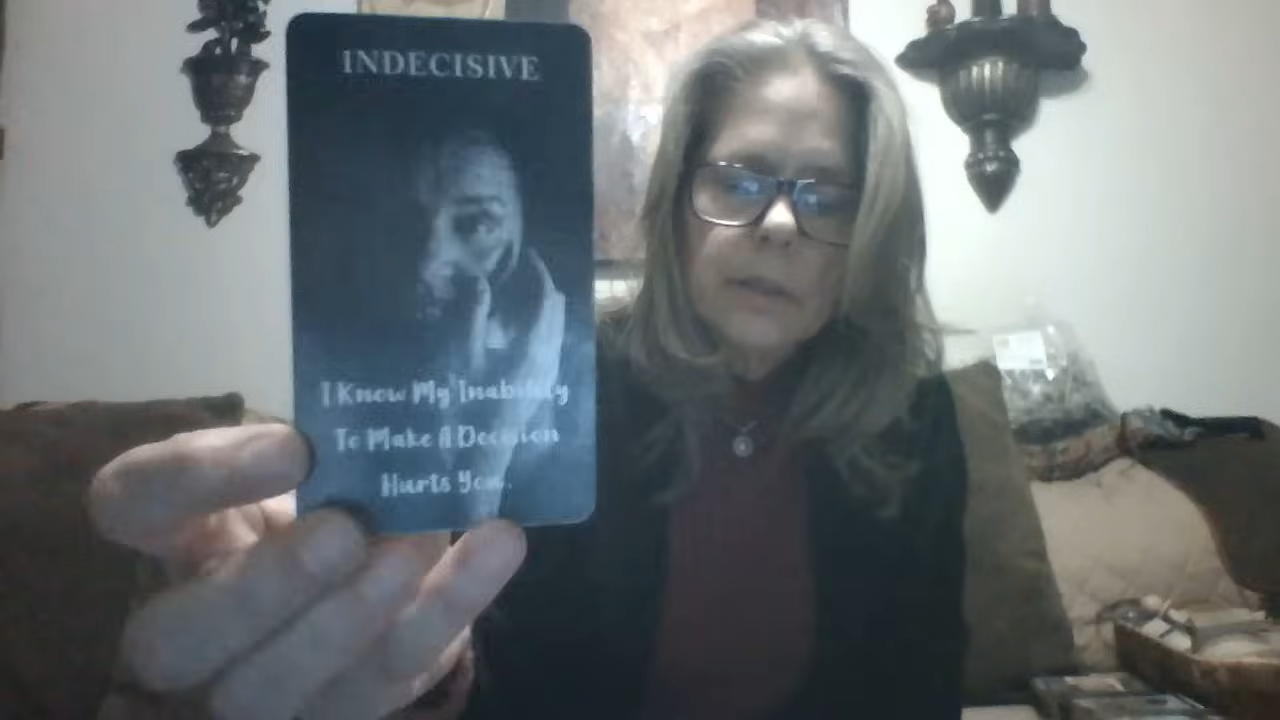 INDECISIVE
I Know My Inability
To Make A Decision
Hurts You.